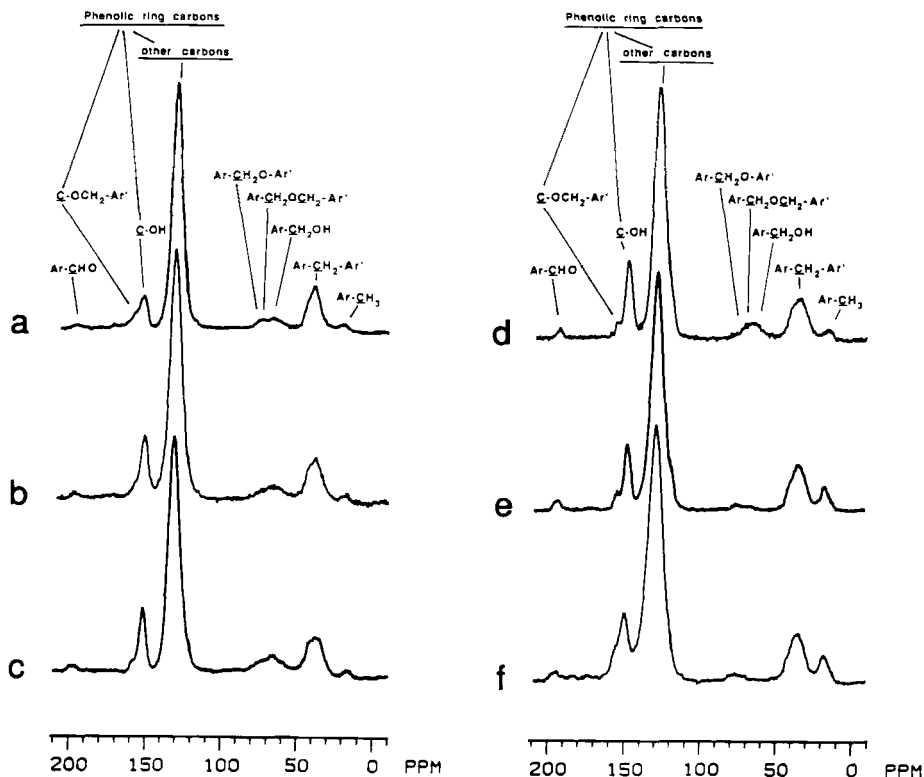 Phenolic ring carbons
other carbons
C-OCH2-Ar'
C-OH
Ar-CHO
Ar-CH2O-Ar'
Ar-CH2OCH2-Ar'
Ar-CH2OH
Ar-CH2-Ar'
Ar-CH3
a
b
c
200 150 100 50 0 PPM
Phenolic ring carbons
other carbons
C-OCH2-Ar'
C-OH
Ar-CHO
Ar-CH2O-Ar'
Ar-CH2OCH2-Ar'
Ar-CH2OH
Ar-CH2-Ar'
Ar-CH3
d
e
f
200 150 100 50 0 PPM